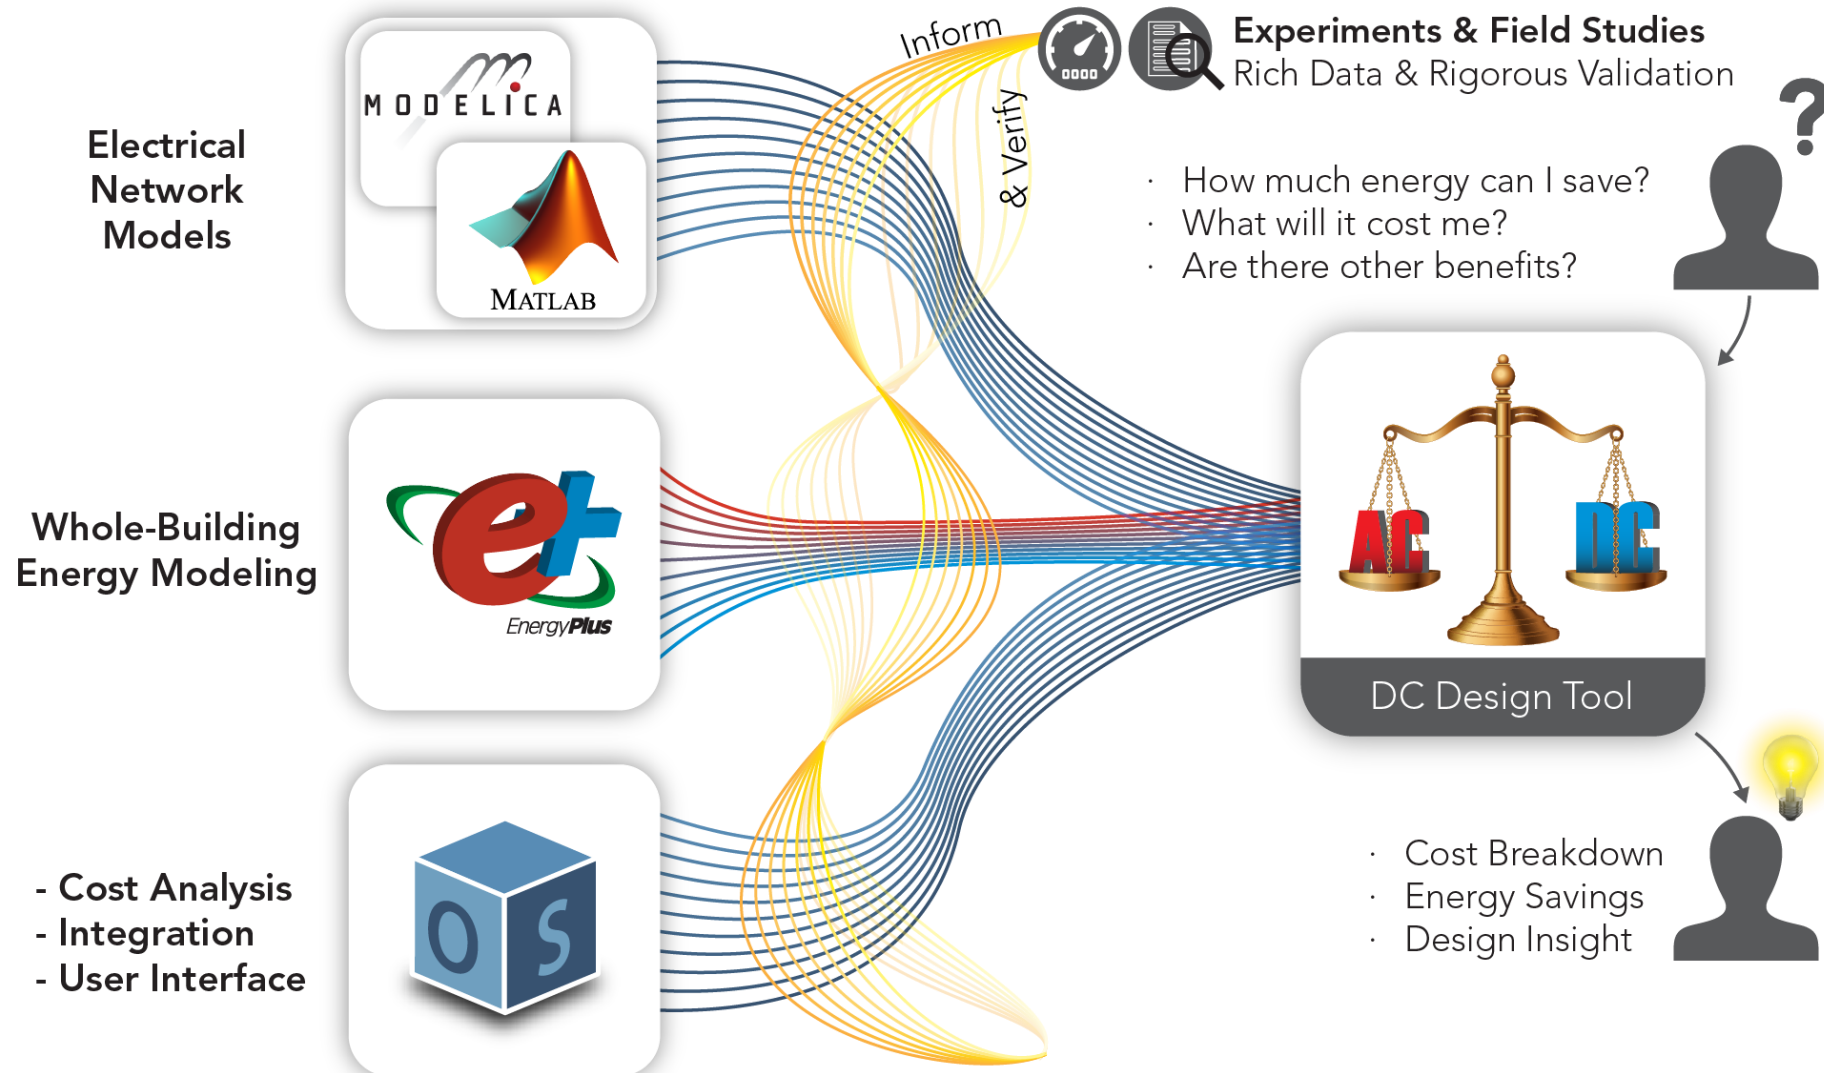 Electrical
Network
Models
MODELICA
MATLAB
Inform
& Verify
Experiments & Field Studies
Rich Data & Rigorous Validation
?
· How much energy can I save?
· What will it cost me?
· Are there other benefits?
Whole-Building
Energy Modeling
e+
EnergyPlus
AC
DC
DC Design Tool
- Cost Analysis
- Integration
- User Interface
O S
· Cost Breakdown
· Energy Savings
· Design Insight
0000